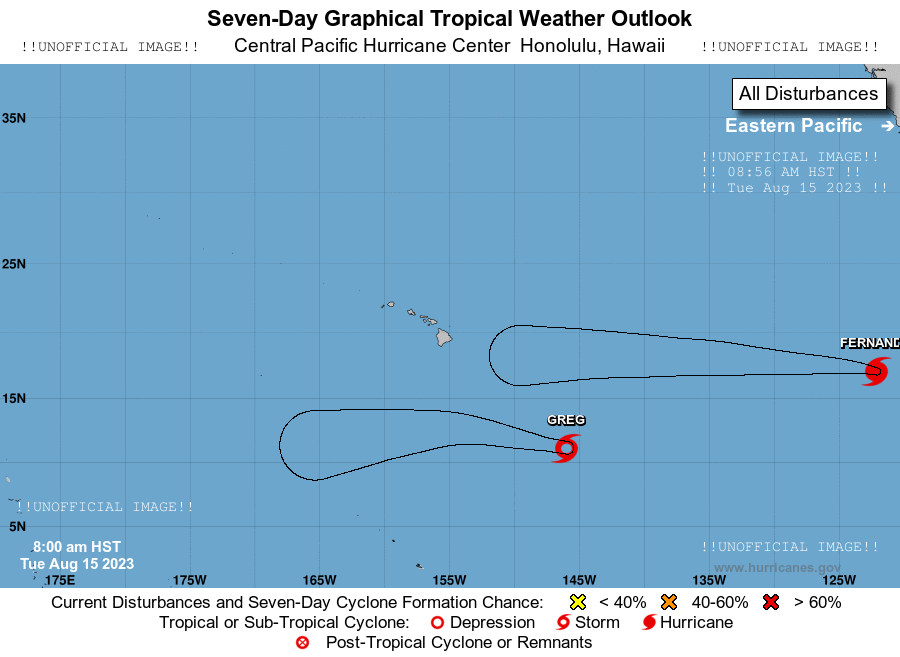 Seven-Day Graphical Tropical Weather Outlook
!!UNOFFICIAL IMAGE!! Central Pacific Hurricane Center Honolulu, Hawaii !!UNOFFICIAL IMAGE!!
All Disturbances
35N
Eastern Pacific →
!!UNOFFICIAL IMAGE!!
!! 08:56 AM HST !!
!! Tue Aug 15 2023 !!
25N
FERNAND
15N
GREG
!!UNOFFICIAL IMAGE!!
5N
8:00 am HST
!!UNOFFICIAL IMAGE!!
Tue Aug 15 2023
www.hurricanes.gov
175E 175W 165W 155W 145W 135W 125W
Current Disturbances and Seven-Day Cyclone Formation Chance: < 40% 40-60% > 60%
Tropical or Sub-Tropical Cyclone: Depression Storm Hurricane
Post-Tropical Cyclone or Remnants